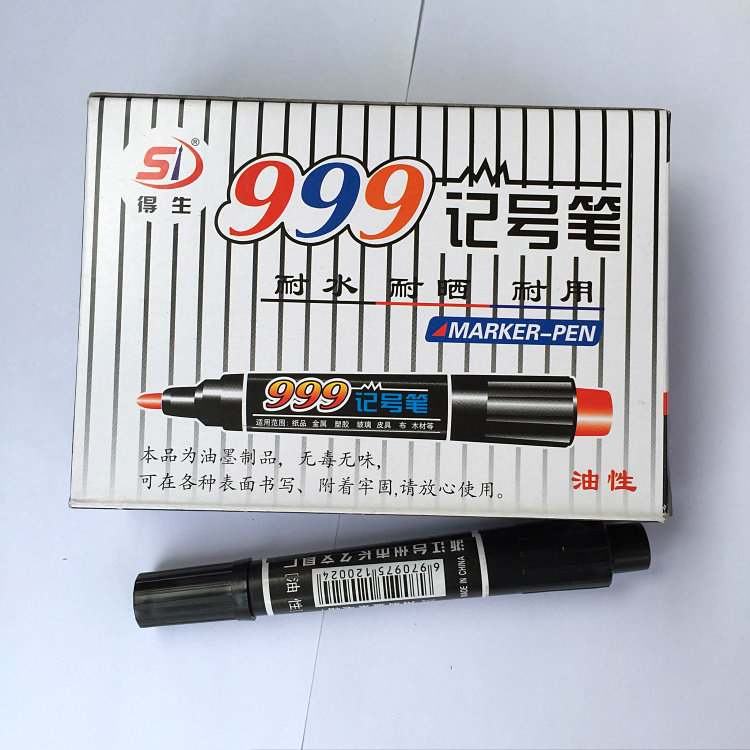 SI®
得生
999记号笔
耐水 耐晒 耐用
MARKER-PEN
999记号笔
适用范围: 纸品 金属 塑胶 玻璃 皮具 布 木材等
本品为油墨制品，无毒无味，
可在各种表面书写、附着牢固,请放心使用。
油性
6970975120024
MADE IN CHINA
[油 性